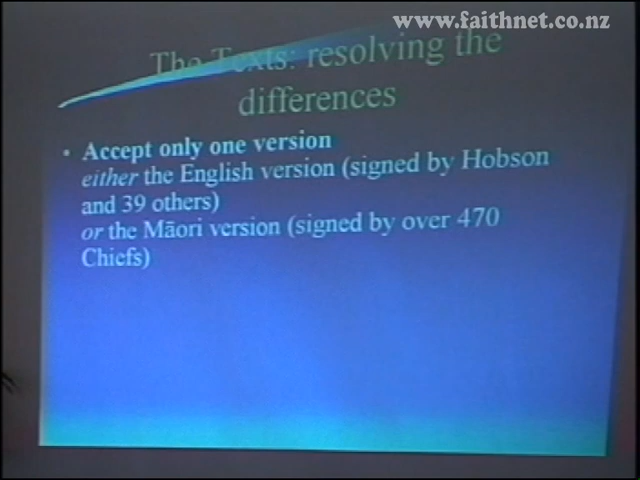 www.faithnet.co.nz
The Texts: resolving the
differences
• Accept only one version
either the English version (signed by Hobson
and 39 others)
or the Māori version (signed by over 470
Chiefs)